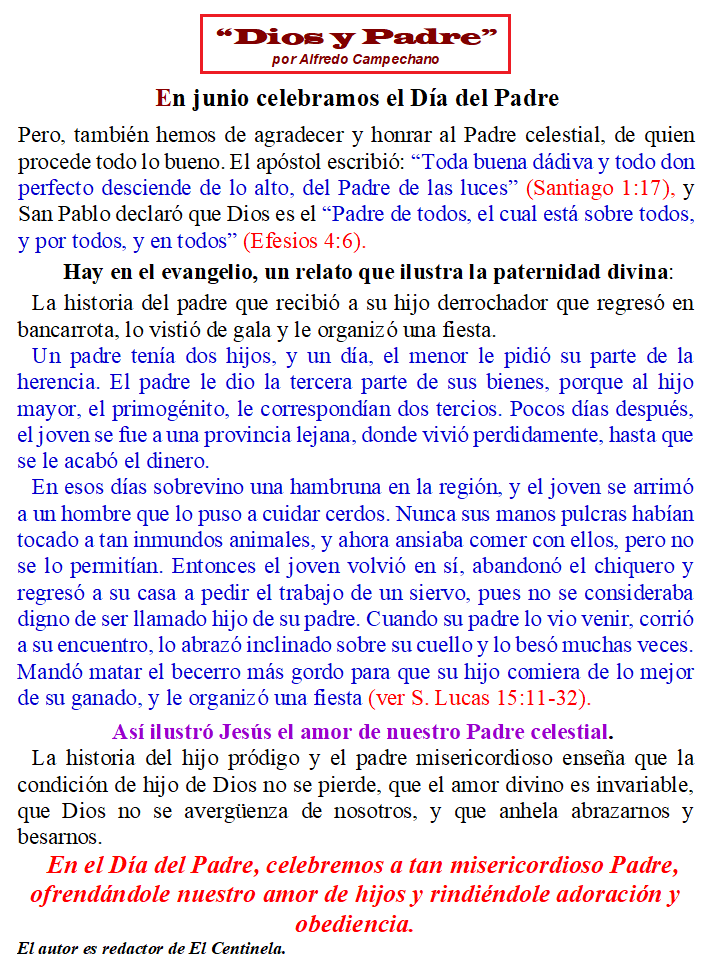 “Dios y Padre”
por Alfredo Campechano
En junio celebramos el Día del Padre
Pero, también hemos de agradecer y honrar al Padre celestial, de quien
procede todo lo bueno. El apóstol escribió: “Toda buena dádiva y todo don
perfecto desciende de lo alto, del Padre de las luces” (Santiago 1:17), y
San Pablo declaró que Dios es el “Padre de todos, el cual está sobre todos,
y por todos, y en todos” (Efesios 4:6).
Hay en el evangelio, un relato que ilustra la paternidad divina:
La historia del padre que recibió a su hijo derrochador que regresó en
bancarrota, lo vistió de gala y le organizó una fiesta.
Un padre tenía dos hijos, y un día, el menor le pidió su parte de la
herencia. El padre le dio la tercera parte de sus bienes, porque al hijo
mayor, el primogénito, le correspondían dos tercios. Pocos días después,
el joven se fue a una provincia lejana, donde vivió perdidamente, hasta que
se le acabó el dinero.
En esos días sobrevino una hambruna en la región, y el joven se arrimó
a un hombre que lo puso a cuidar cerdos. Nunca sus manos pulcras habían
tocado a tan inmundos animales, y ahora ansiaba comer con ellos, pero no
se lo permitían. Entonces el joven volvió en sí, abandonó el chiquero y
regresó a su casa a pedir el trabajo de un siervo, pues no se consideraba
digno de ser llamado hijo de su padre. Cuando su padre lo vio venir, corrió
a su encuentro, lo abrazó inclinado sobre su cuello y lo besó muchas veces.
Mandó matar el becerro más gordo para que su hijo comiera de lo mejor
de su ganado, y le organizó una fiesta (ver S. Lucas 15:11-32).
Así ilustró Jesús el amor de nuestro Padre celestial.
La historia del hijo pródigo y el padre misericordioso enseña que la
condición de hijo de Dios no se pierde, que el amor divino es invariable,
que Dios no se avergüenza de nosotros, y que anhela abrazarnos y
besarnos.
En el Día del Padre, celebremos a tan misericordioso Padre,
ofrendándole nuestro amor de hijos y rindiéndole adoración y
obediencia.
El autor es redactor de El Centinela.